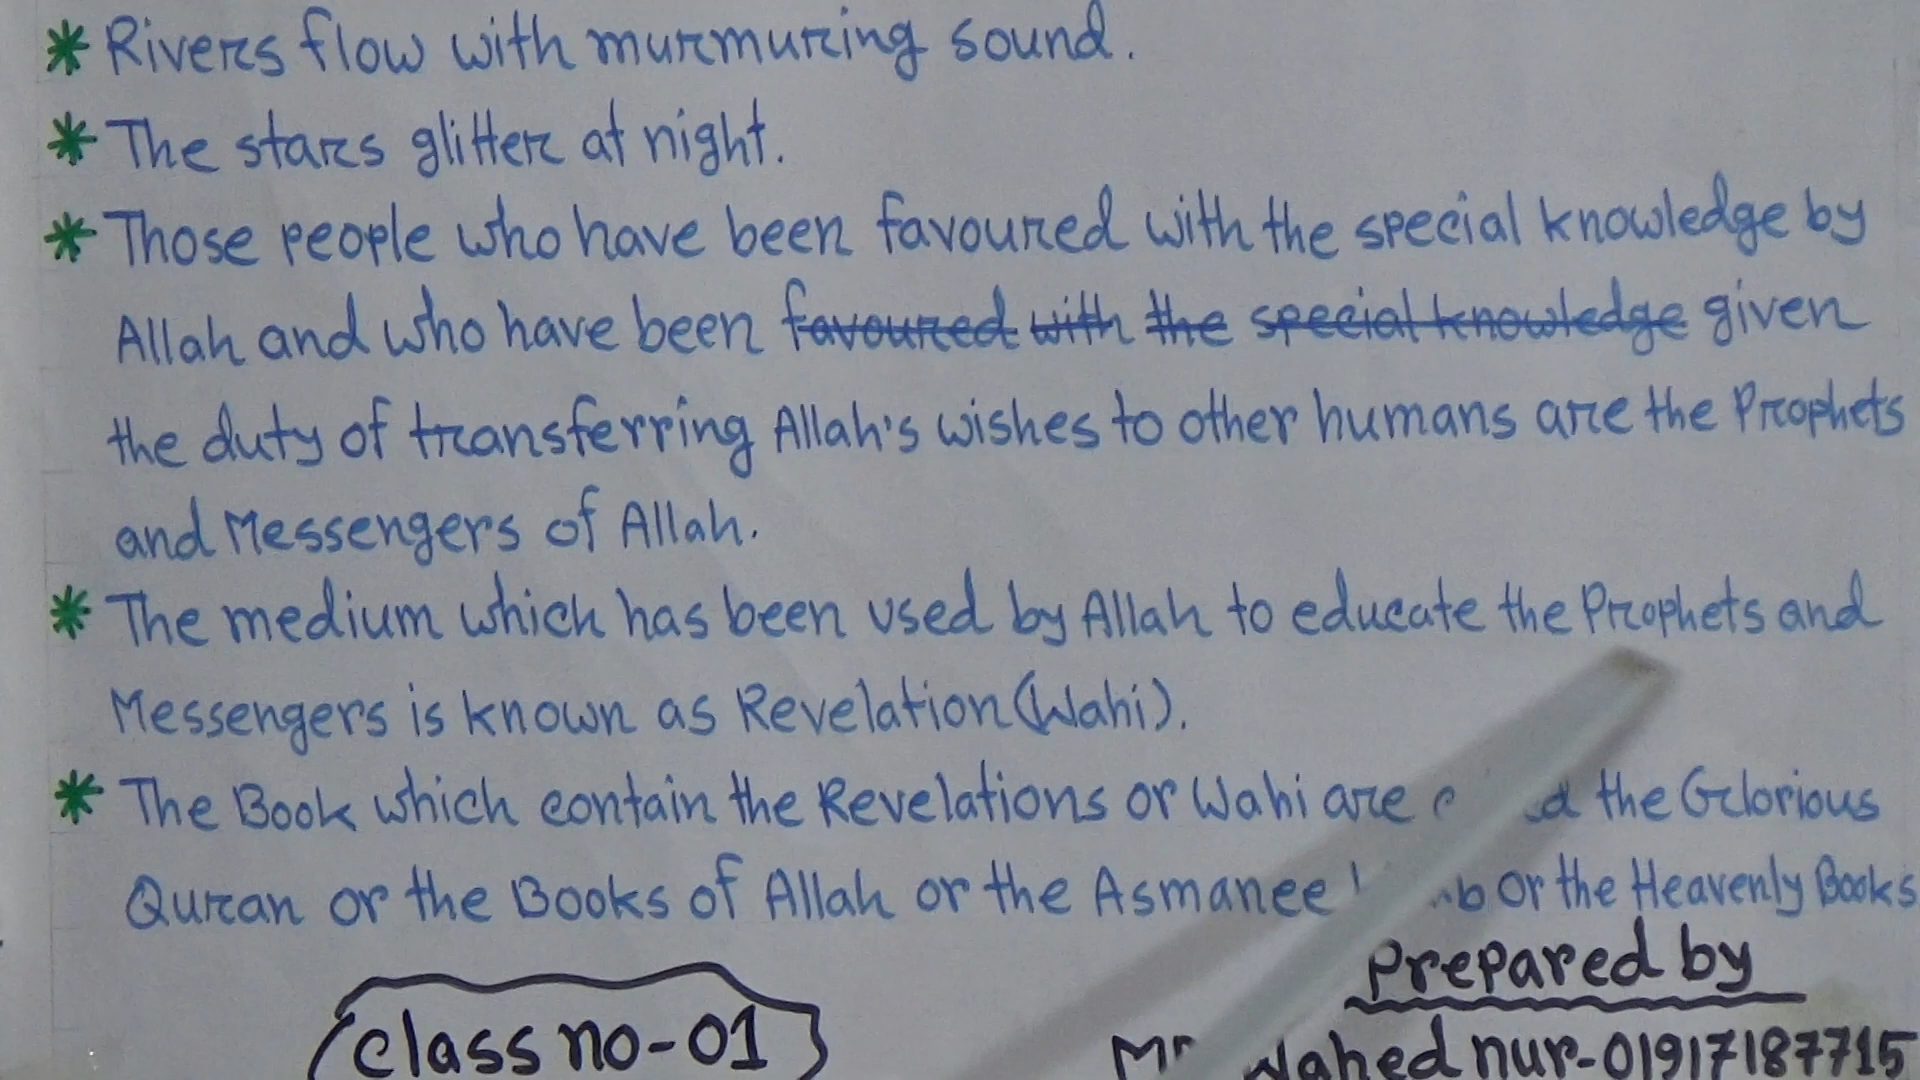 * Rivers flow with murmuring sound.
* The stars glitter at night.
* Those people who have been favoured with the special knowledge by
Allah and who have been favoured with the special knowledge given
the duty of transferring Allah's wishes to other humans are the Prophets
and Messengers of Allah.
* The medium which has been used by Allah to educate the Prophets and
Messengers is known as Revelation (Wahi).
* The Book which contain the Revelations or Wahi are the Glorious
Quran or the Books of Allah or the Asmanee or the Heavenly Books
Prepared by
class no-01
Wahed nur-01917187715